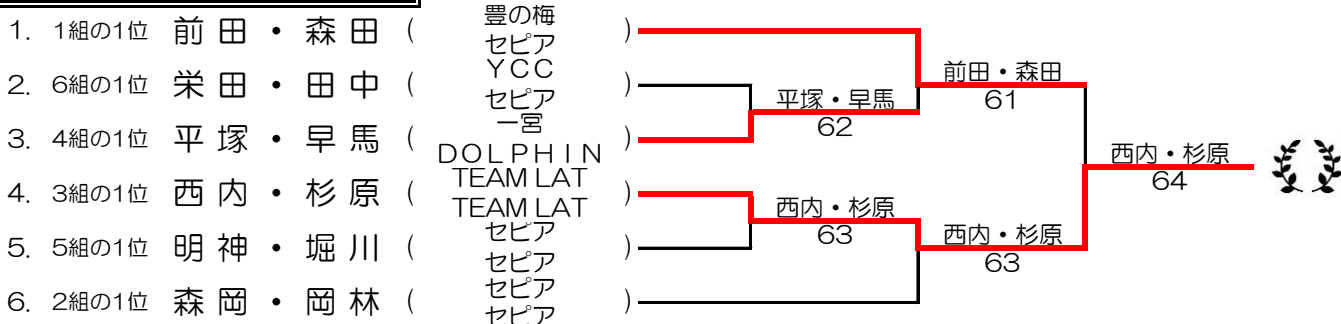 1. 1組の1位 前田・森田 ( 豊の梅 セピア )
2. 6組の1位 栄田・田中 ( YCC セピア )
3. 4組の1位 平塚・早馬 ( 一宮 DOLPHIN )
4. 3組の1位 西内・杉原 ( TEAM LAT TEAM LAT )
5. 5組の1位 明神・堀川 ( セピア セピア )
6. 2組の1位 森岡・岡林 ( セピア セピア )
平塚・早馬
62
西内・杉原
63
前田・森田
61
西内・杉原
63
西内・杉原
64